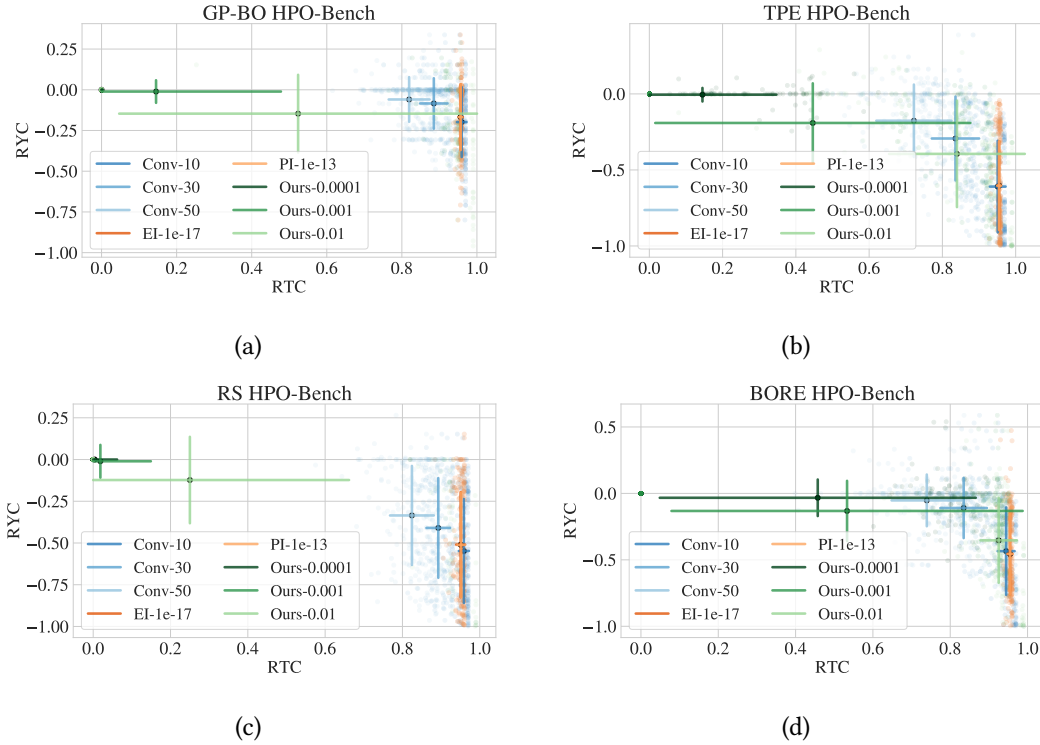 GP-BO HPO-Bench
0.25
0.00
−0.25
−0.50
−0.75
−1.00
RYC
Conv-10
Conv-30
Conv-50
EI-1e-17
PI-1e-13
Ours-0.0001
Ours-0.001
Ours-0.01
0.0 0.2 0.4 0.6 0.8 1.0
RTC
(a)
TPE HPO-Bench
0.0
−0.5
−1.0
RYC
Conv-10
Conv-30
Conv-50
EI-1e-17
PI-1e-13
Ours-0.0001
Ours-0.001
Ours-0.01
0.0 0.2 0.4 0.6 0.8 1.0
RTC
(b)
RS HPO-Bench
0.25
0.00
−0.25
−0.50
−0.75
−1.00
RYC
Conv-10
Conv-30
Conv-50
EI-1e-17
PI-1e-13
Ours-0.0001
Ours-0.001
Ours-0.01
0.0 0.2 0.4 0.6 0.8 1.0
RTC
(c)
BORE HPO-Bench
0.5
0.0
−0.5
−1.0
RYC
Conv-10
Conv-30
Conv-50
EI-1e-17
PI-1e-13
Ours-0.0001
Ours-0.001
Ours-0.01
0.0 0.2 0.4 0.6 0.8 1.0
RTC
(d)